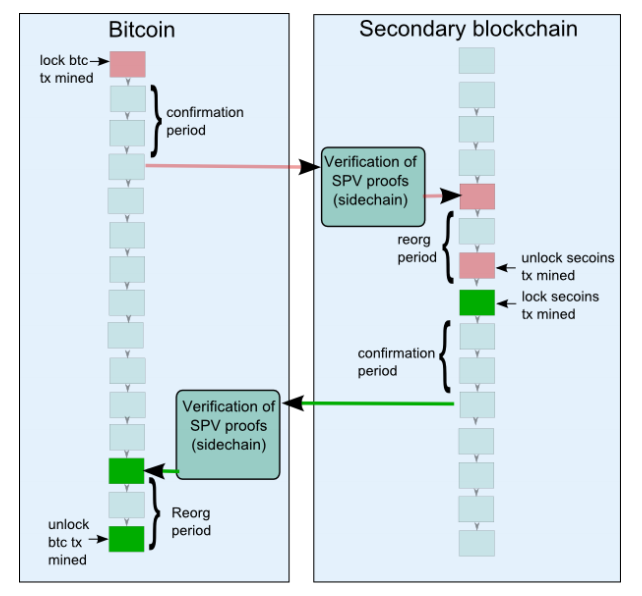 Bitcoin
lock btc
tx mined
confirmation
period
Verification of
SPV proofs
(sidechain)
Reorg
period
unlock
btc tx
mined
Secondary blockchain
Verification of
SPV proofs
(sidechain)
reorg
period
unlock secoins
tx mined
lock secoins
tx mined
confirmation
period